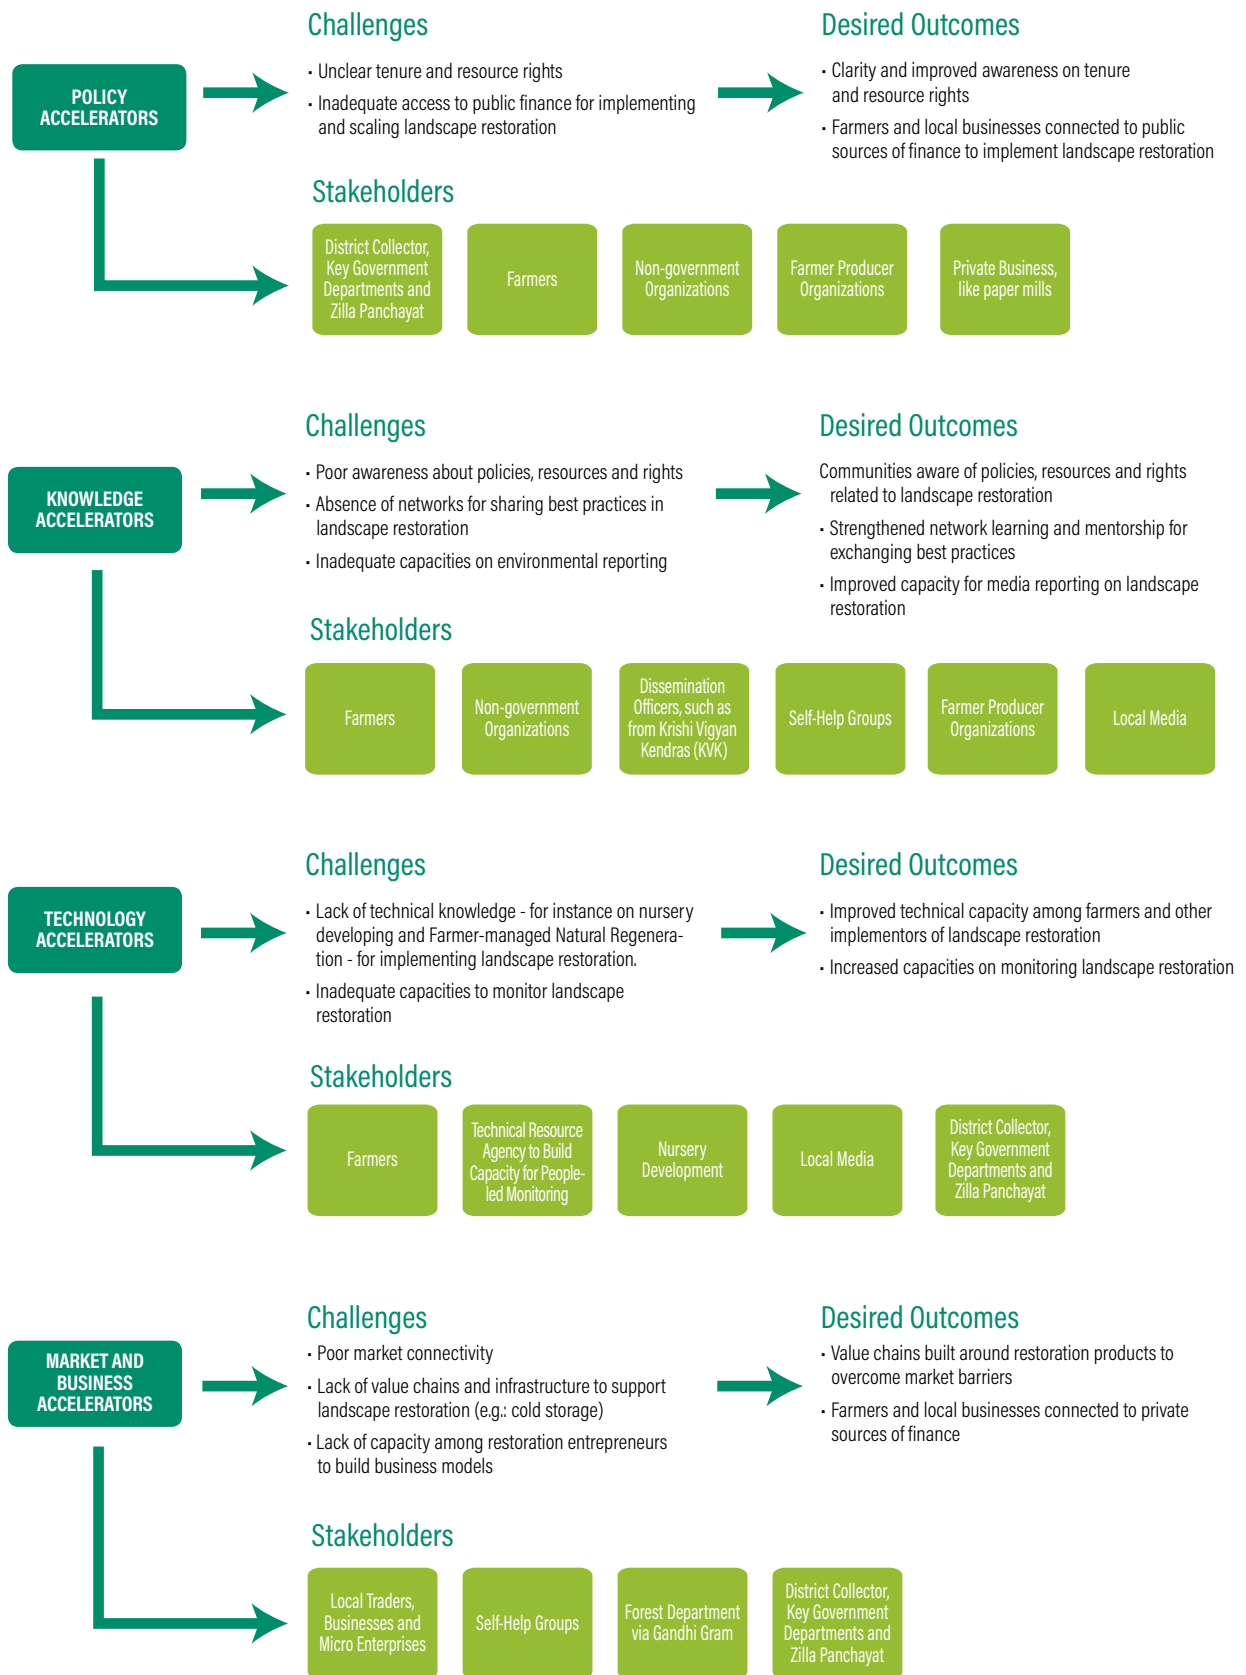 POLICY
ACCELERATORS
Challenges
· Unclear tenure and resource rights
· Inadequate access to public finance for implementing
and scaling landscape restoration
Desired Outcomes
· Clarity and improved awareness on tenure
and resource rights
· Farmers and local businesses connected to public
sources of finance to implement landscape restoration
Stakeholders
District Collector,
Key Government
Departments and
Zilla Panchayat
Farmers
Non-government
Organizations
Farmer Producer
Organizations
Private Business,
like paper mills
KNOWLEDGE
ACCELERATORS
Challenges
· Poor awareness about policies, resources and rights
· Absence of networks for sharing best practices in
landscape restoration
· Inadequate capacities on environmental reporting
Desired Outcomes
Communities aware of policies, resources and rights
related to landscape restoration
· Strengthened network learning and mentorship for
exchanging best practices
· Improved capacity for media reporting on landscape
restoration
Stakeholders
Farmers
Non-government
Organizations
Dissemination
Officers, such as
from Krishi Vigyan
Kendras (KVK)
Self-Help Groups
Farmer Producer
Organizations
Local Media
TECHNOLOGY
ACCELERATORS
Challenges
· Lack of technical knowledge - for instance on nursery
developing and Farmer-managed Natural Regenera-
tion - for implementing landscape restoration.
· Inadequate capacities to monitor landscape
restoration
Desired Outcomes
· Improved technical capacity among farmers and other
implementors of landscape restoration
· Increased capacities on monitoring landscape restoration
Stakeholders
Farmers
Technical Resource
Agency to Build
Capacity for People-
led Monitoring
Nursery
Development
Local Media
District Collector,
Key Government
Departments and
Zilla Panchayat
MARKET AND
BUSINESS
ACCELERATORS
Challenges
· Poor market connectivity
· Lack of value chains and infrastructure to support
landscape restoration (e.g.: cold storage)
· Lack of capacity among restoration entrepreneurs
to build business models
Desired Outcomes
· Value chains built around restoration products to
overcome market barriers
· Farmers and local businesses connected to private
sources of finance
Stakeholders
Local Traders,
Businesses and
Micro Enterprises
Self-Help Groups
Forest Department
via Gandhi Gram
District Collector,
Key Government
Departments and
Zilla Panchayat